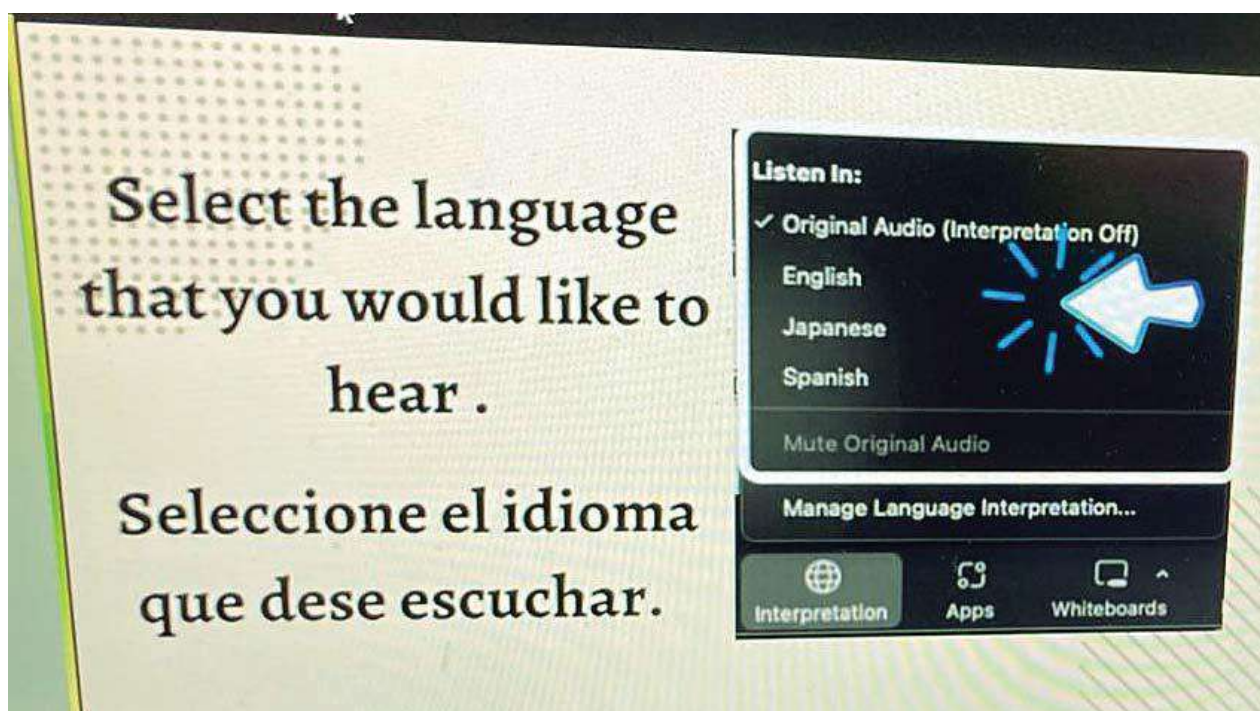 Select the language
that you would like to
hear .
Seleccione el idioma
que dese escuchar.
Listen In:
✓ Original Audio (Interpretation Off)
English
Japanese
Spanish
Mute Original Audio
Manage Language Interpretation...
Interpretation
Apps
Whiteboards